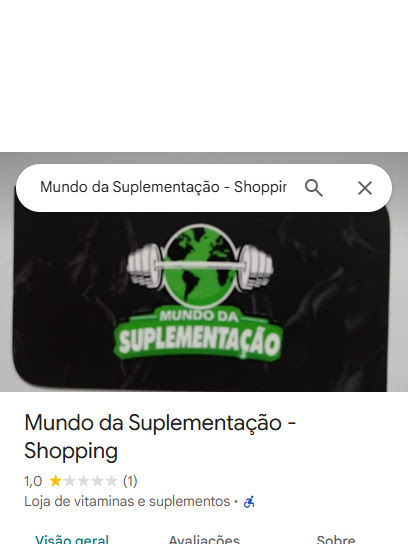 Mundo da Suplementação - Shoppin
MUNDO DA
SUPLEMENTAÇÃO
Mundo da Suplementação -
Shopping
1,0 (1)
Loja de vitaminas e suplementos ·
Visão geral Avaliações Sobre